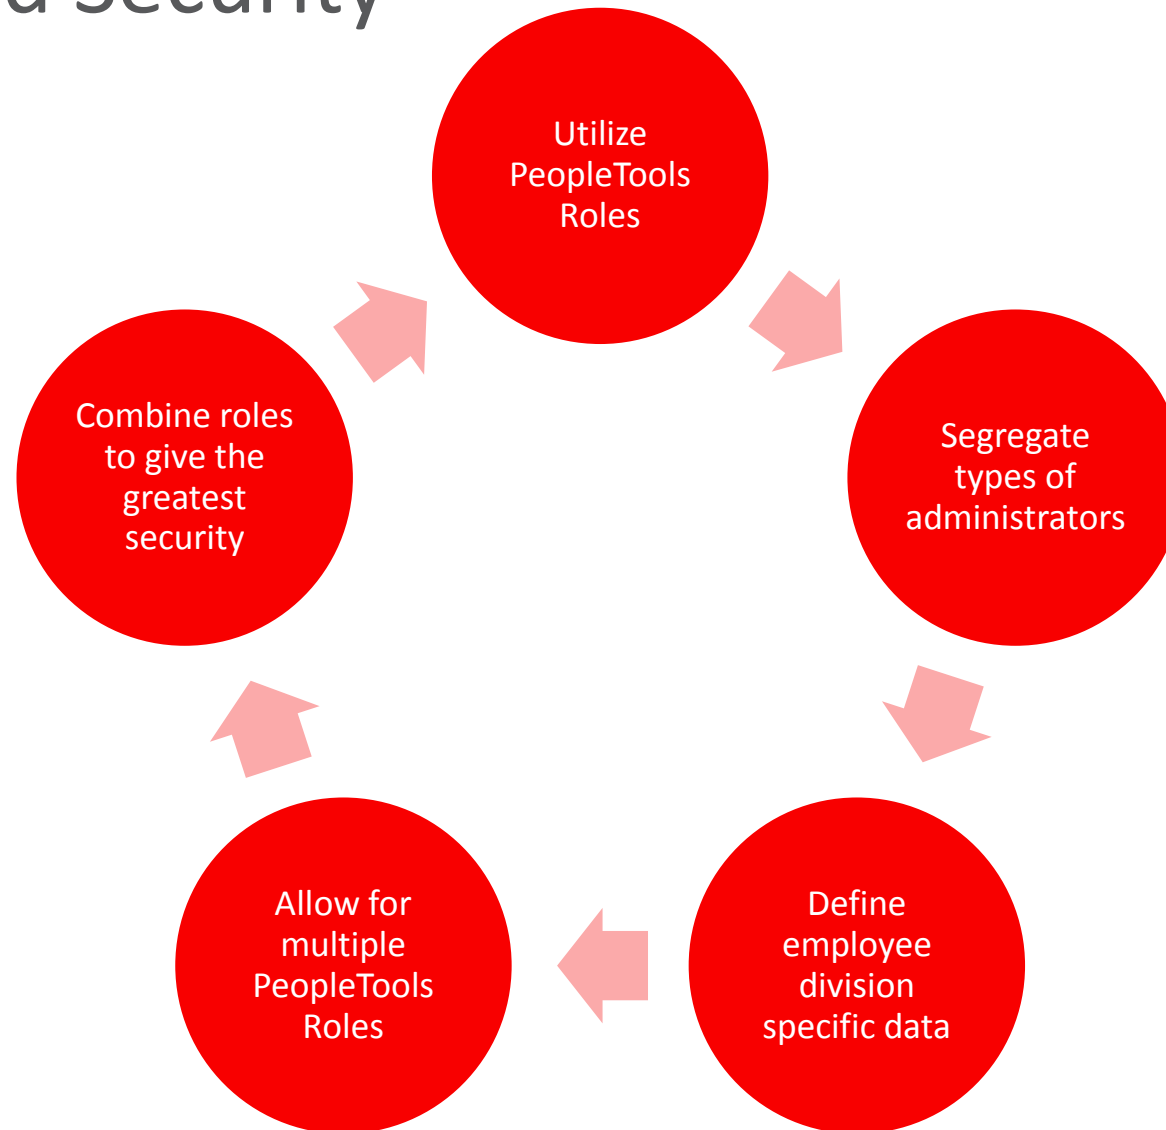 Security
Utilize
PeopleTools
Roles
Segregate
types of
administrators
Define
employee
division
specific data
Allow for
multiple
PeopleTools
Roles
Combine roles
to give the
greatest
security